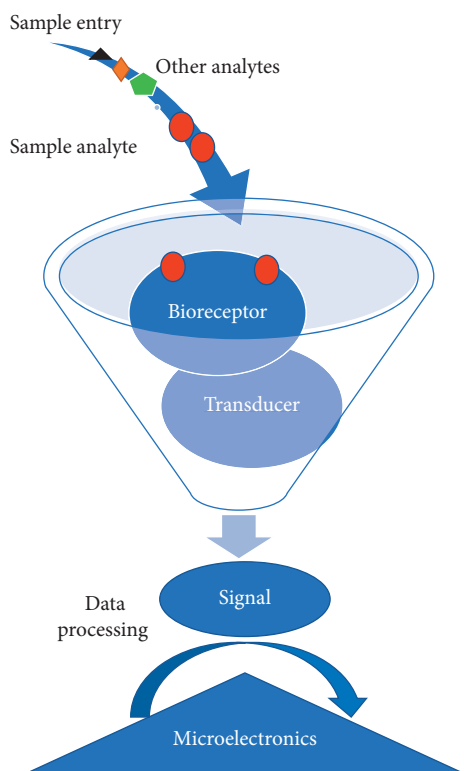 Sample entry
Other analytes
Sample analyte
Bioreceptor
Transducer
Signal
Data
processing
Microelectronics